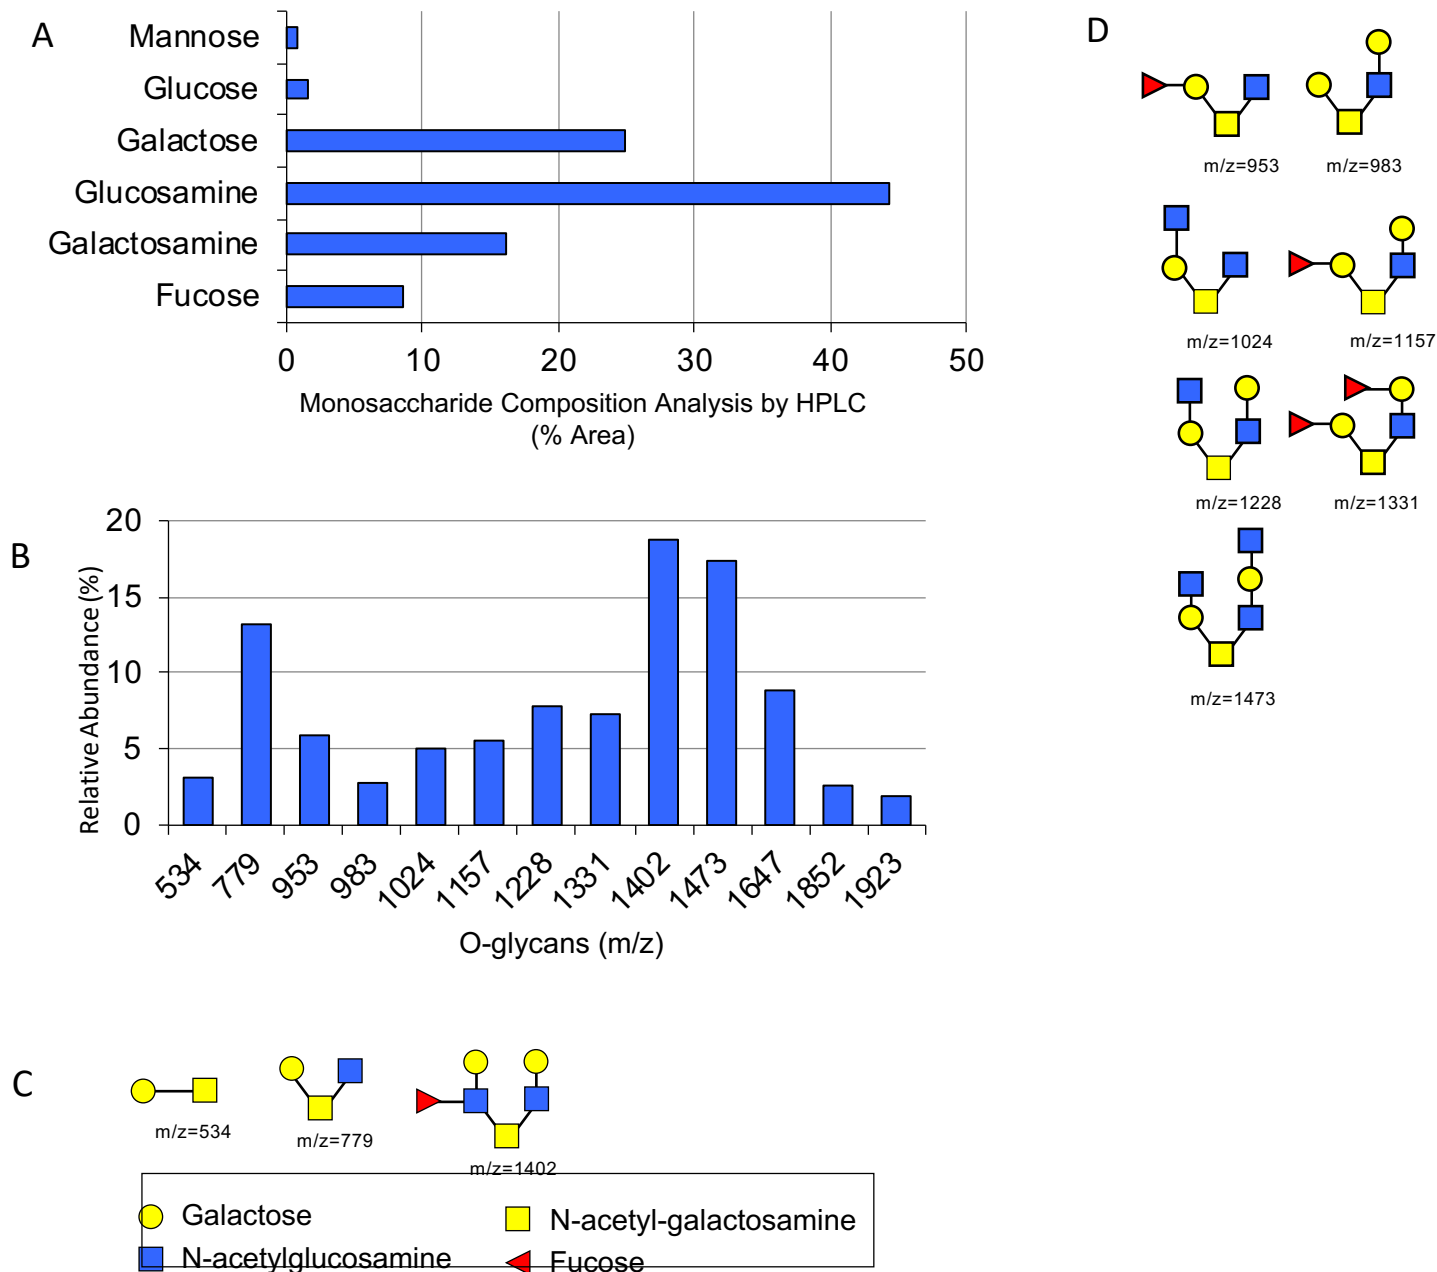 A
Mannose
Glucose
Galactose
Glucosamine
Galactosamine
Fucose
0 10 20 30 40 50
Monosaccharide Composition Analysis by HPLC
(% Area)
B
Relative Abundance (%)
20
15
10
5
0
534 779 953 983 1024 1157 1228 1331 1402 1473 1647 1852 1923
O-glycans (m/z)
C
m/z=534
m/z=779
m/z=1402
Galactose
N-acetyl-galactosamine
N-acetylglucosamine
Fucose
D
m/z=953
m/z=983
m/z=1024
m/z=1157
m/z=1228
m/z=1331
m/z=1473